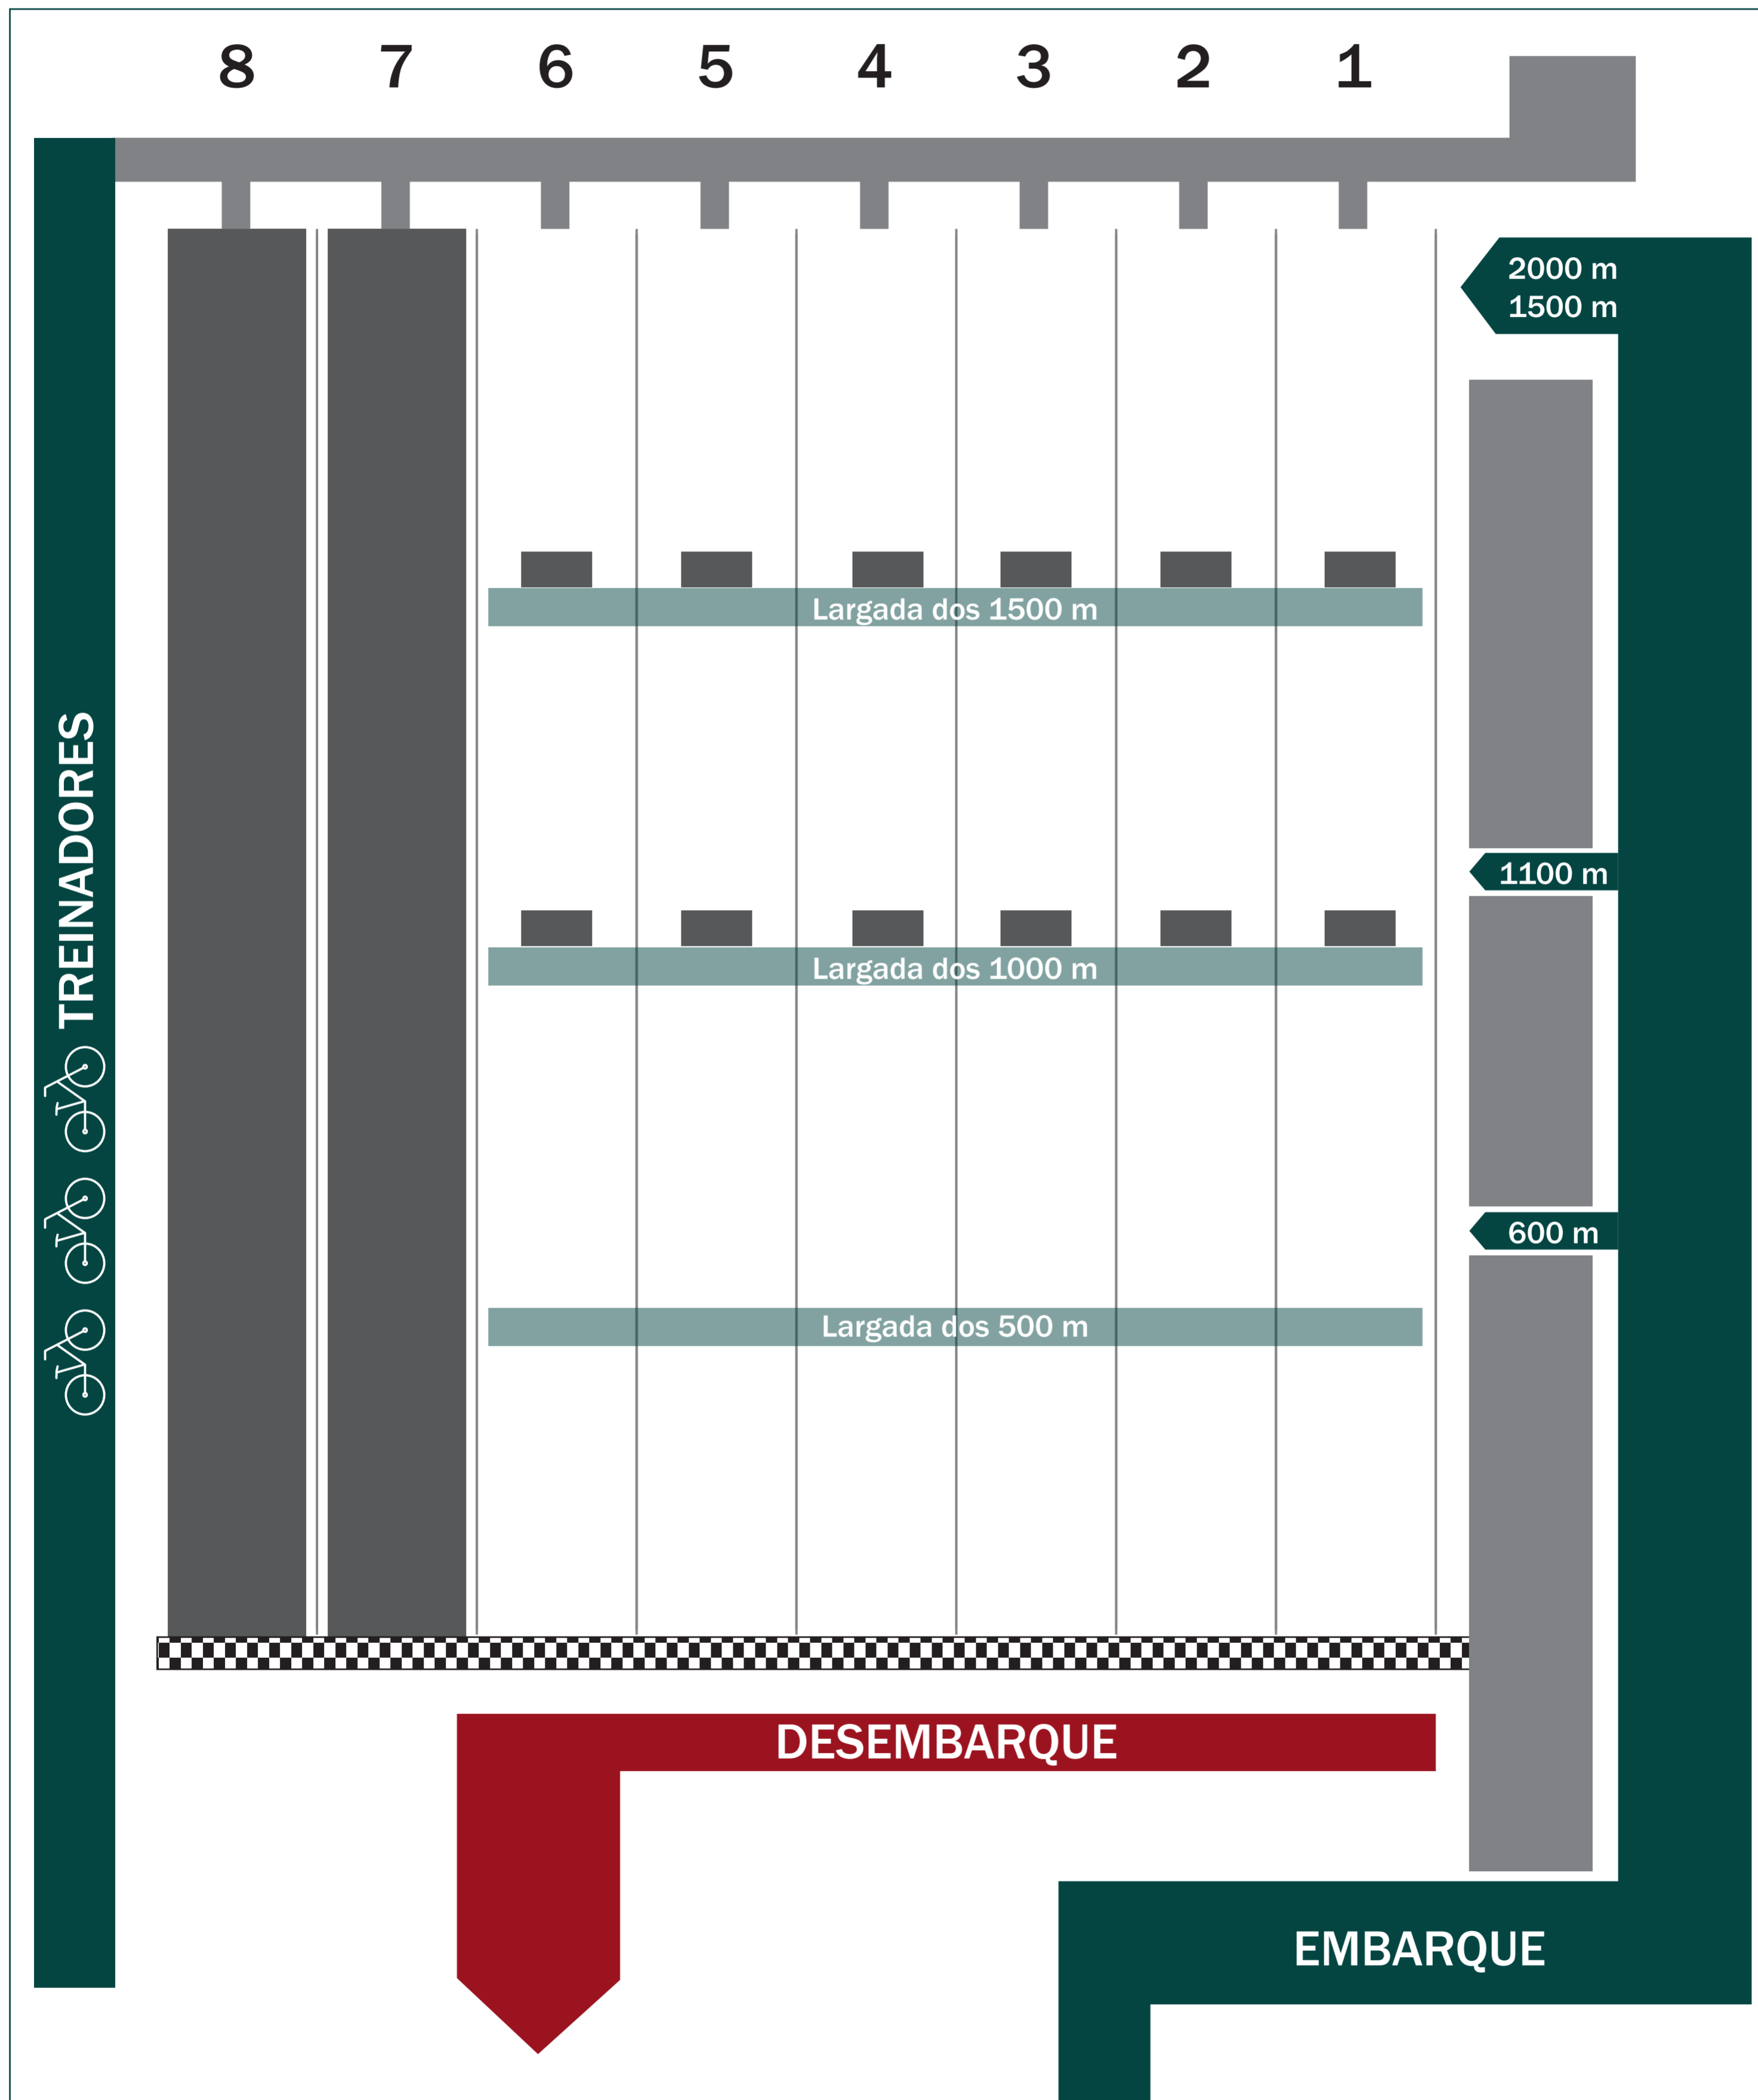 8 7 6 5 4 3 2 1
2000 m
1500 m
Largada dos 1500 m
TREINADORES
1100 m
Largada dos 1000 m
600 m
Largada dos 500 m
DESEMBARQUE
EMBARQUE